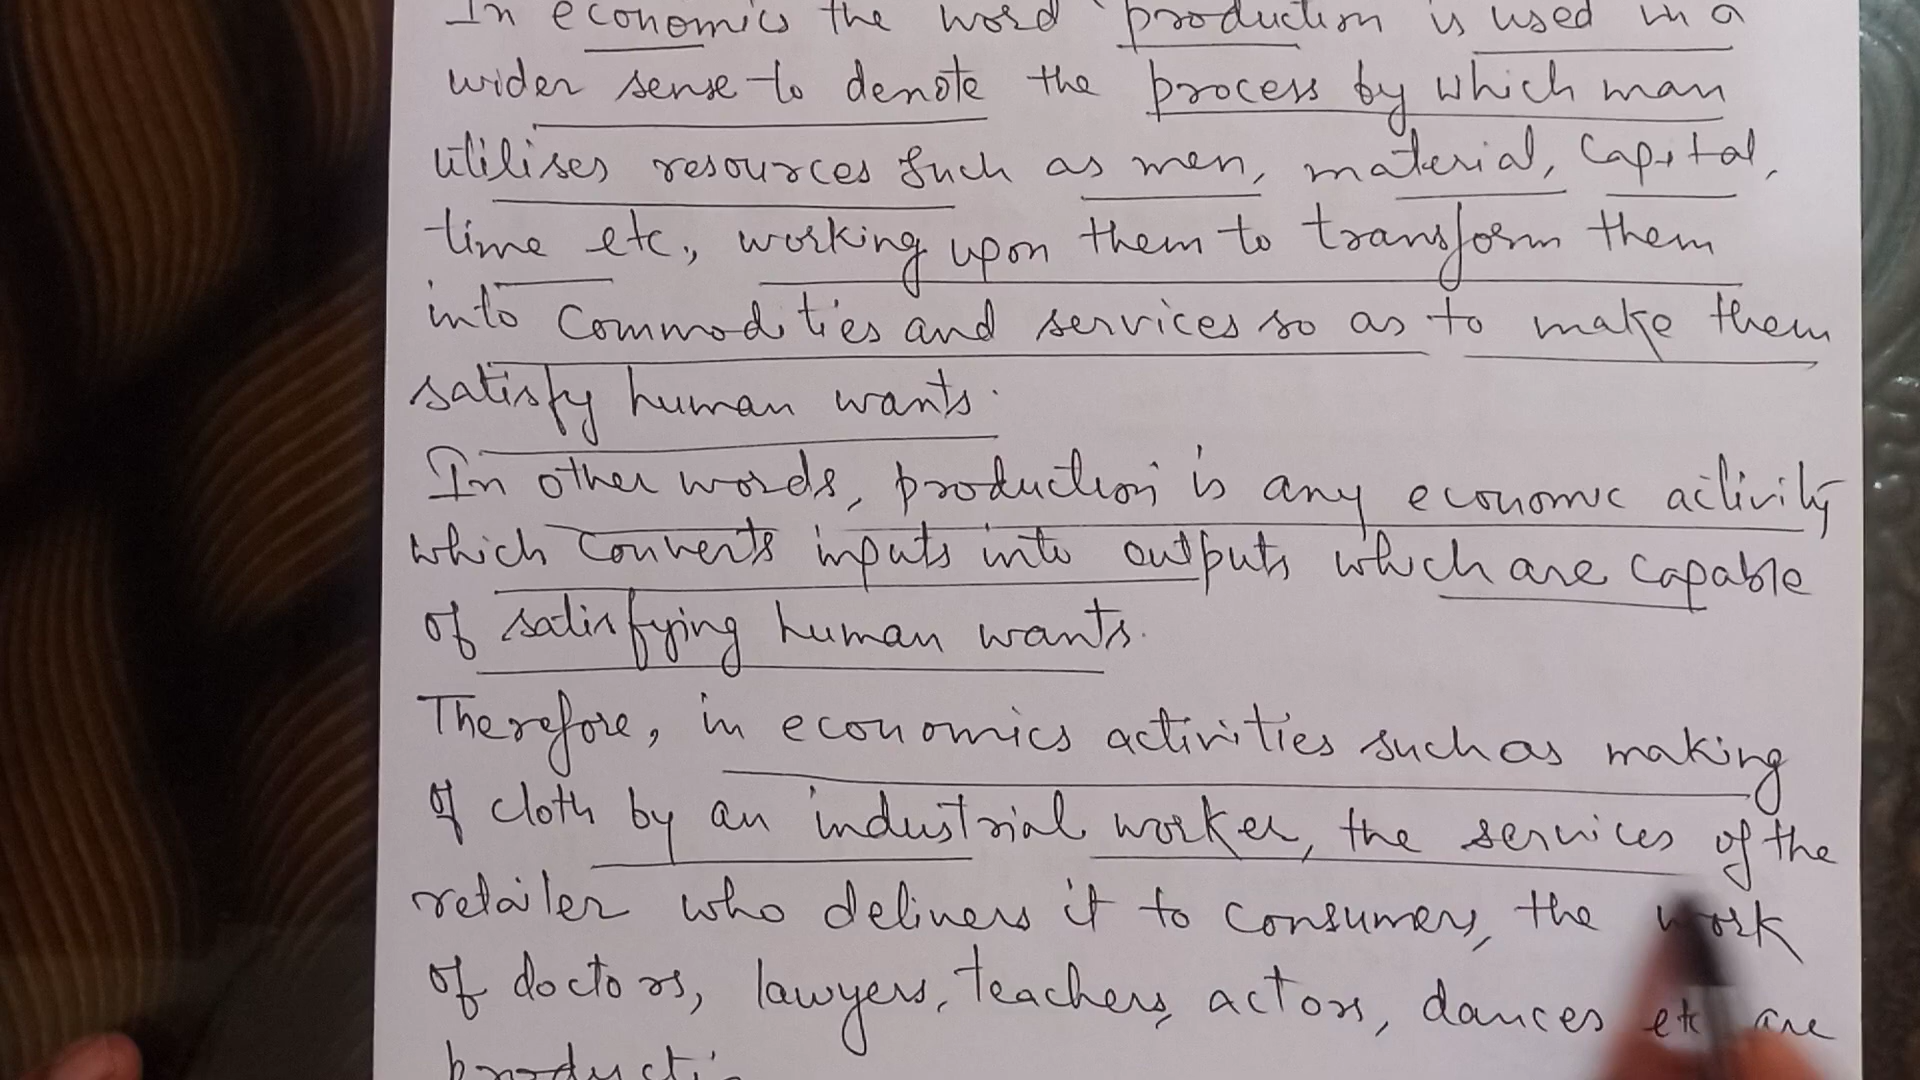 In economics the word 'production is used in a
wider sense to denote the process by which man
utilises resources such as men, material, capital,
time etc, working upon them to transform them
into commodities and services so as to make them
satisfy human wants.
In other words, production is any economic activity
which converts inputs into outputs which are capable
of satisfying human wants.
Therefore, in economics activities such as making
of cloth by an industrial worker, the services of the
retailer who delivers it to consumers, the work
of doctors, lawyers, teachers, actors, dances etc are